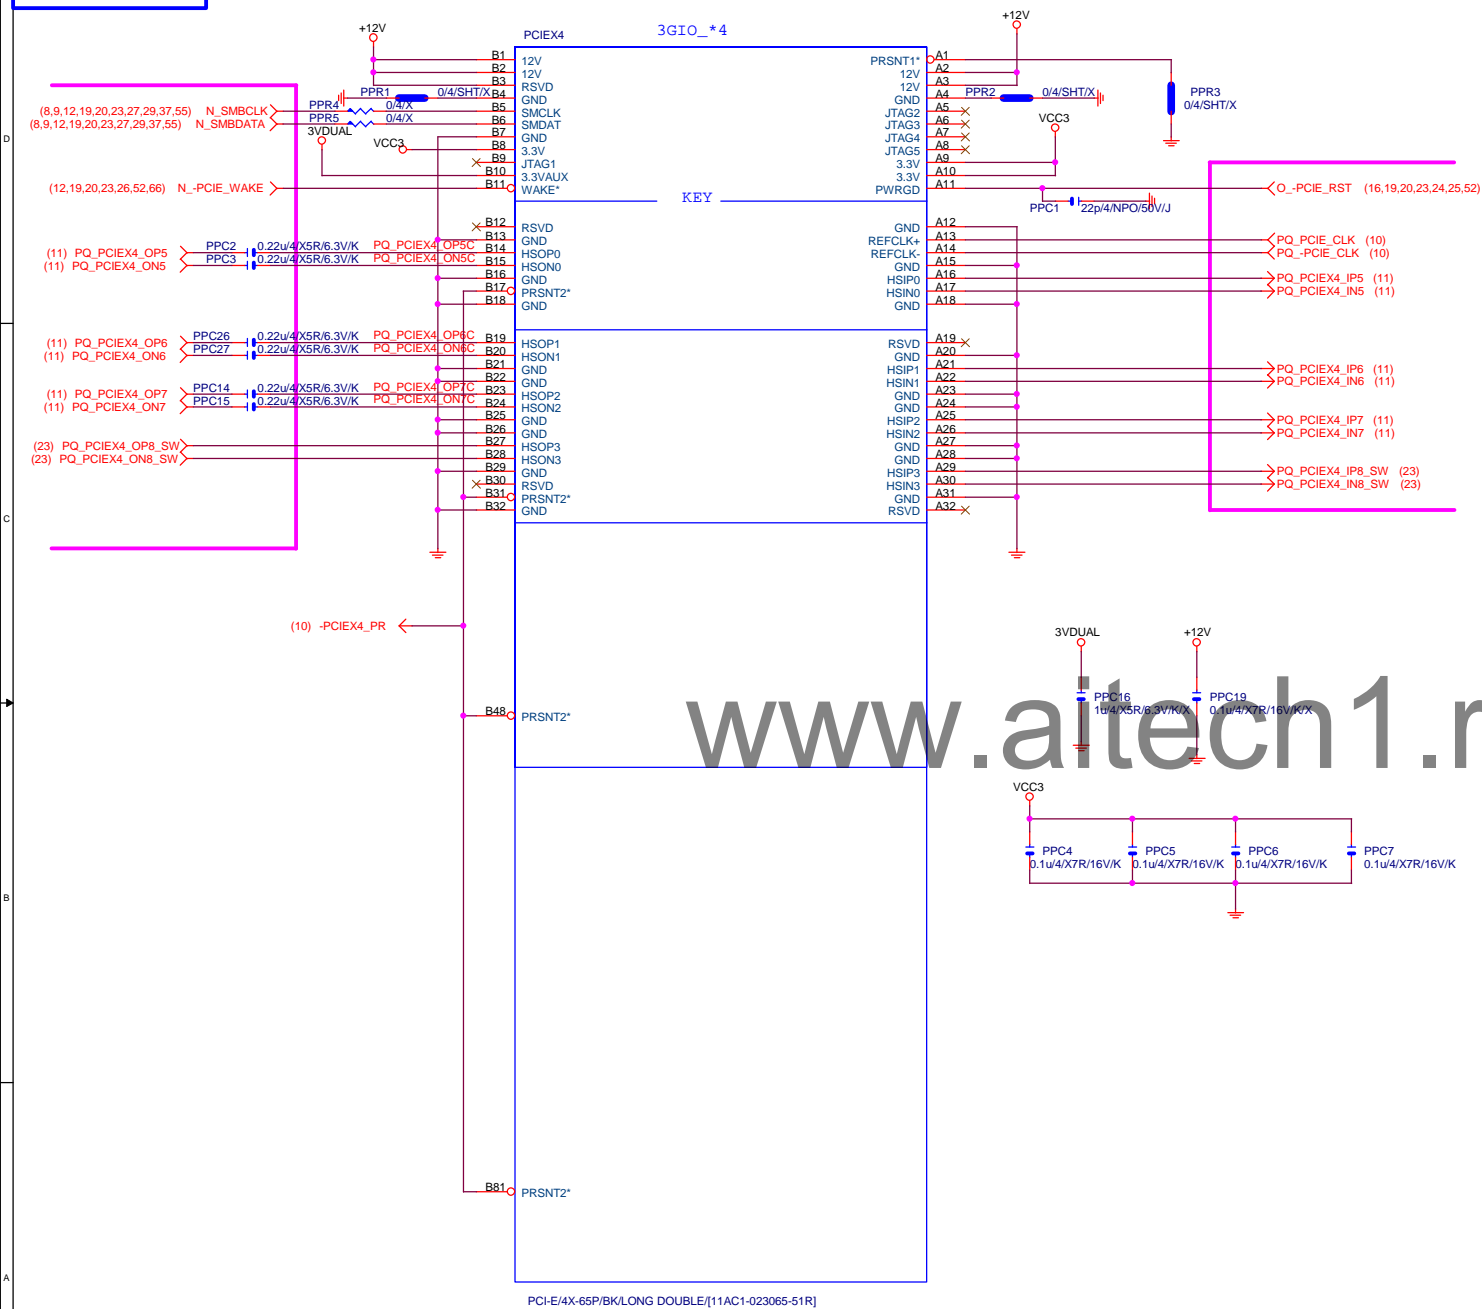 +12V
PCIEX4
3GIO_*4
+12V
B1 12V
B2 12V
B3 RSVD
PPR1 0/4/SHT/X B4 GND
(8,9,12,19,20,23,27,29,37,55) N_SMBCLK PPR4 0/4/X B5 SMCLK
(8,9,12,19,20,23,27,29,37,55) N_SMBDATA PPR5 0/4/X B6 SMDAT
3VDUAL
B7 GND
VCC3 B8 3.3V
B9 JTAG1
B10 3.3VAUX
(12,19,20,23,26,52,66) N_-PCIE_WAKE B11 WAKE*
PRSNT1* A1
12V A2
12V A3
GND A4 PPR2 0/4/SHT/X
PPR3
0/4/SHT/X
JTAG2 A5
JTAG3 A6
JTAG4 A7
JTAG5 A8
VCC3
3.3V A9
3.3V A10
PWRGD A11 O_-PCIE_RST (16,19,20,23,24,25,52)
PPC1 22p/4/NPO/50V/J
KEY
B12 RSVD
B13 GND
(11) PQ_PCIEX4_OP5 PPC2 0.22u/4/X5R/6.3V/K PQ_PCIEX4_OP5C B14 HSOP0
(11) PQ_PCIEX4_ON5 PPC3 0.22u/4/X5R/6.3V/K PQ_PCIEX4_ON5C B15 HSON0
B16 GND
B17 PRSNT2*
B18 GND
GND A12
REFCLK+ A13 PQ_PCIE_CLK (10)
REFCLK- A14 PQ_-PCIE_CLK (10)
GND A15
HSIP0 A16 PQ_PCIEX4_IP5 (11)
HSIN0 A17 PQ_PCIEX4_IN5 (11)
GND A18
(11) PQ_PCIEX4_OP6 PPC26 0.22u/4/X5R/6.3V/K PQ_PCIEX4_OP6C B19 HSOP1
(11) PQ_PCIEX4_ON6 PPC27 0.22u/4/X5R/6.3V/K PQ_PCIEX4_ON6C B20 HSON1
B21 GND
B22 GND
(11) PQ_PCIEX4_OP7 PPC14 0.22u/4/X5R/6.3V/K PQ_PCIEX4_OP7C B23 HSOP2
(11) PQ_PCIEX4_ON7 PPC15 0.22u/4/X5R/6.3V/K PQ_PCIEX4_ON7C B24 HSON2
B25 GND
B26 GND
(23) PQ_PCIEX4_OP8_SW B27 HSOP3
(23) PQ_PCIEX4_ON8_SW B28 HSON3
B29 GND
B30 RSVD
B31 PRSNT2*
B32 GND
RSVD A19
GND A20
HSIP1 A21 PQ_PCIEX4_IP6 (11)
HSIN1 A22 PQ_PCIEX4_IN6 (11)
GND A23
GND A24
HSIP2 A25 PQ_PCIEX4_IP7 (11)
HSIN2 A26 PQ_PCIEX4_IN7 (11)
GND A27
GND A28
HSIP3 A29 PQ_PCIEX4_IP8_SW (23)
HSIN3 A30 PQ_PCIEX4_IN8_SW (23)
GND A31
RSVD A32
(10) -PCIEX4_PR
B48 PRSNT2*
B81 PRSNT2*
3VDUAL
PPC16
1u/4/X5R/6.3V/K/X
+12V
PPC19
0.1u/4/X7R/16V/K/X
www.aitech1.r
VCC3
PPC4
0.1u/4/X7R/16V/K
PPC5
0.1u/4/X7R/16V/K
PPC6
0.1u/4/X7R/16V/K
PPC7
0.1u/4/X7R/16V/K
D
C
B
A
PCI-E/4X-65P/BK/LONG DOUBLE/[11AC1-023065-51R]